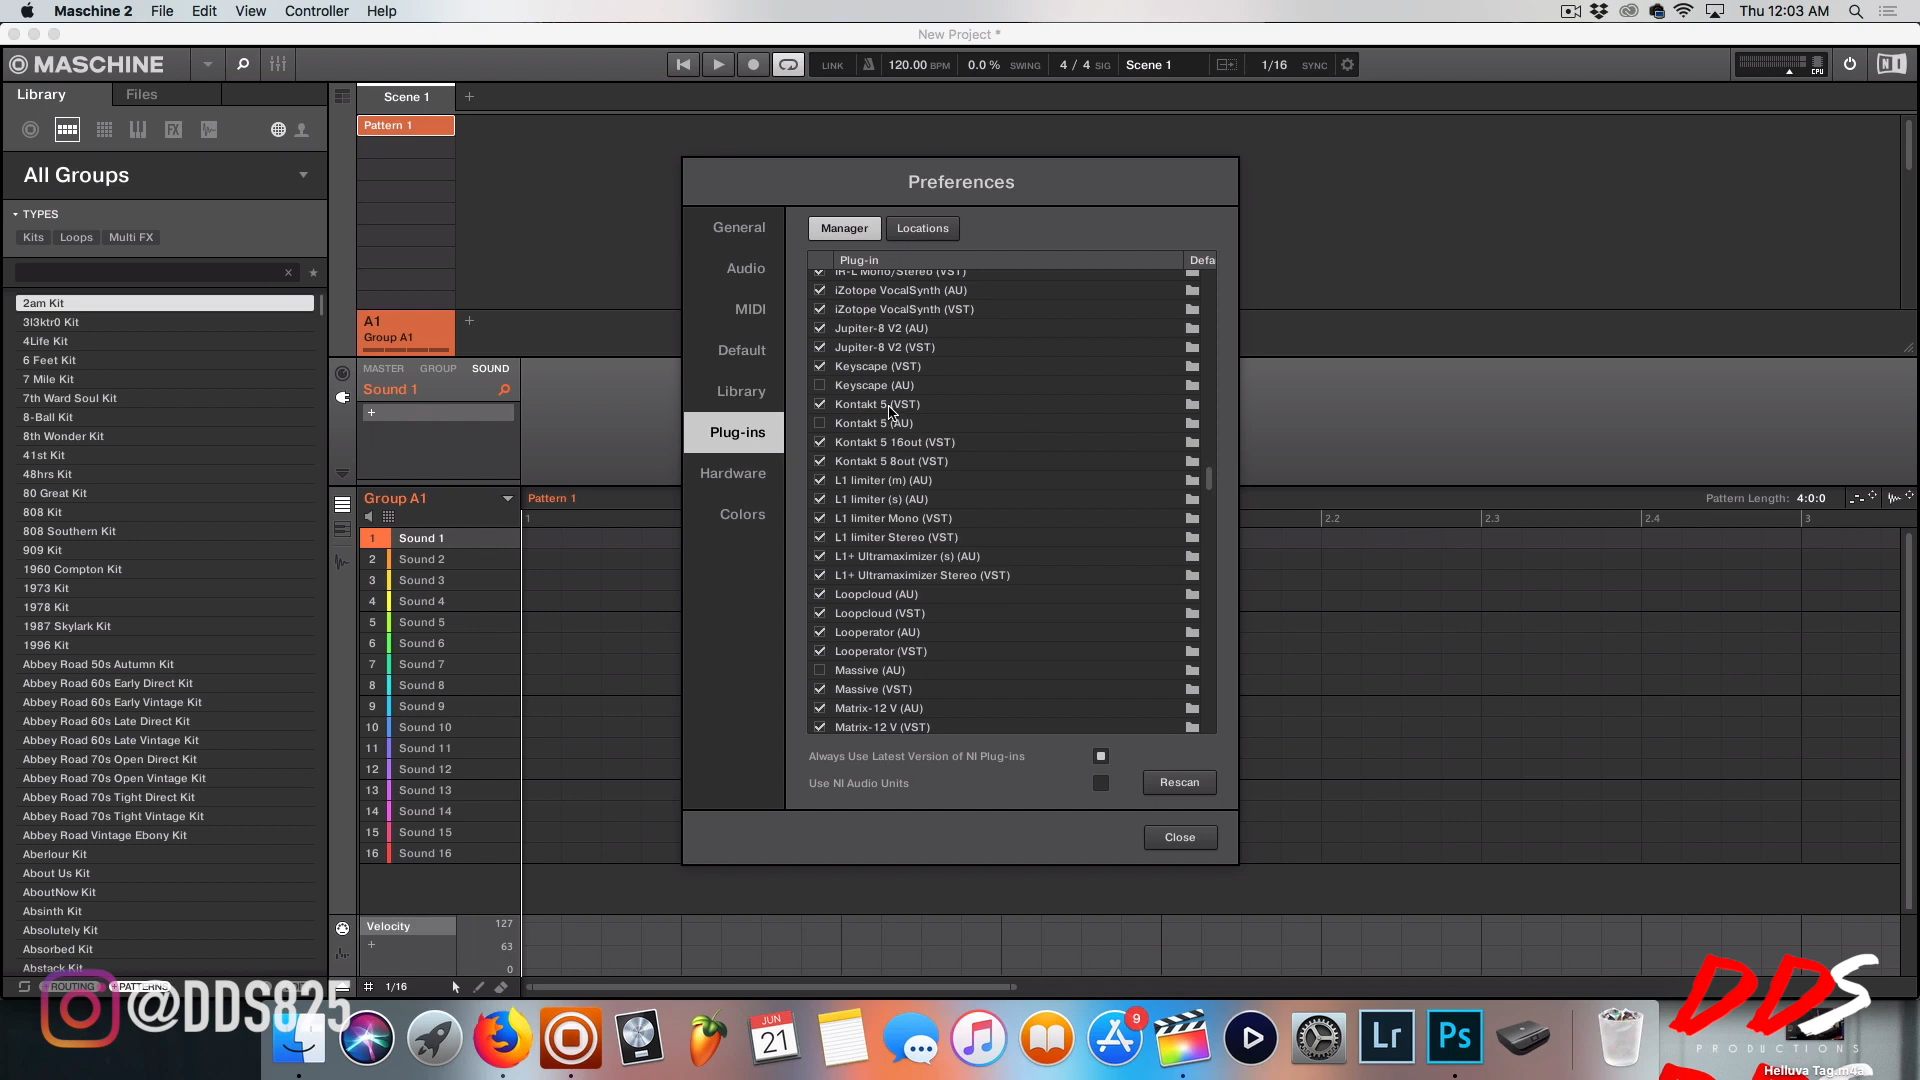 Maschine 2 File Edit View Controller Help
Thu 12:03 AM
New Project *
MASCHINE
LINK 120.00 BPM 0.0 % SWING 4 / 4 SIG Scene 1 1/16 SYNC
CPU
Library Files
All Groups
TYPES
Kits Loops Multi FX
2am Kit
3l3ktr0 Kit
4Life Kit
6 Feet Kit
7 Mile Kit
7th Ward Soul Kit
8-Ball Kit
8th Wonder Kit
41st Kit
48hrs Kit
80 Great Kit
808 Kit
808 Southern Kit
909 Kit
1960 Compton Kit
1973 Kit
1978 Kit
1987 Skylark Kit
1996 Kit
Abbey Road 50s Autumn Kit
Abbey Road 60s Early Direct Kit
Abbey Road 60s Early Vintage Kit
Abbey Road 60s Late Direct Kit
Abbey Road 60s Late Vintage Kit
Abbey Road 70s Open Direct Kit
Abbey Road 70s Open Vintage Kit
Abbey Road 70s Tight Direct Kit
Abbey Road 70s Tight Vintage Kit
Abbey Road Vintage Ebony Kit
Aberlour Kit
About Us Kit
AboutNow Kit
Absinth Kit
Absolutely Kit
Absorbed Kit
Abstack Kit
+ ROUTING + PATTERNS
Scene 1
Pattern 1
A1
Group A1
MASTER GROUP SOUND
Sound 1
Group A1
Pattern 1
Pattern Length: 4:0:0
1 2.2 2.3 2.4 3
1 Sound 1
2 Sound 2
3 Sound 3
4 Sound 4
5 Sound 5
6 Sound 6
7 Sound 7
8 Sound 8
9 Sound 9
10 Sound 10
11 Sound 11
12 Sound 12
13 Sound 13
14 Sound 14
15 Sound 15
16 Sound 16
Velocity
127
63
0
1/16
Preferences
General
Audio
MIDI
Default
Library
Plug-ins
Hardware
Colors
Manager Locations
Plug-in Defau
IR-L Mono/Stereo (VST)
iZotope VocalSynth (AU)
iZotope VocalSynth (VST)
Jupiter-8 V2 (AU)
Jupiter-8 V2 (VST)
Keyscape (VST)
Keyscape (AU)
Kontakt 5 (VST)
Kontakt 5 (AU)
Kontakt 5 16out (VST)
Kontakt 5 8out (VST)
L1 limiter (m) (AU)
L1 limiter (s) (AU)
L1 limiter Mono (VST)
L1 limiter Stereo (VST)
L1+ Ultramaximizer (s) (AU)
L1+ Ultramaximizer Stereo (VST)
Loopcloud (AU)
Loopcloud (VST)
Looperator (AU)
Looperator (VST)
Massive (AU)
Massive (VST)
Matrix-12 V (AU)
Matrix-12 V (VST)
Always Use Latest Version of NI Plug-ins
Use NI Audio Units
Rescan
Close
@DDS825
JUN
21
9
Lr
Ps
DDS
PRODUCTIONS
Helluva Tag.m4a